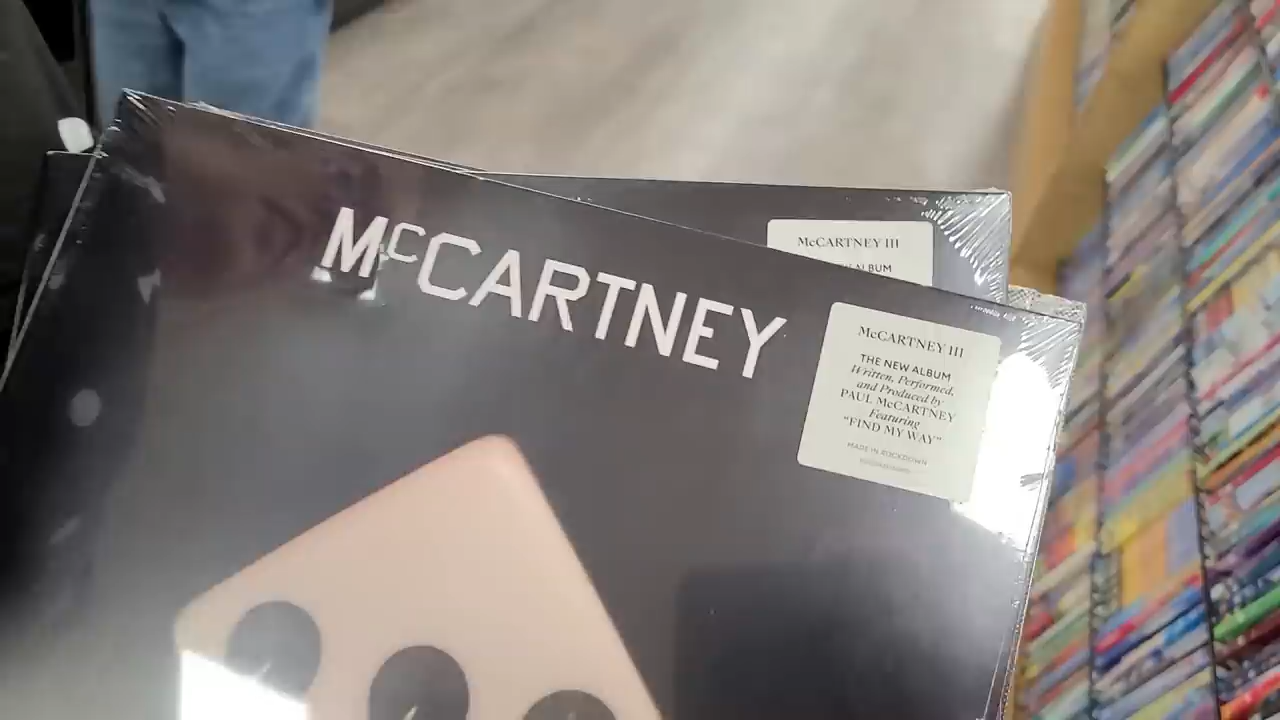 McCARTNEY
McCARTNEY III
ALBUM
McCARTNEY III
THE NEW ALBUM
Written, Performed,
and Produced by
PAUL McCARTNEY
Featuring
"FIND MY WAY"
MADE IN ROCKDOWN